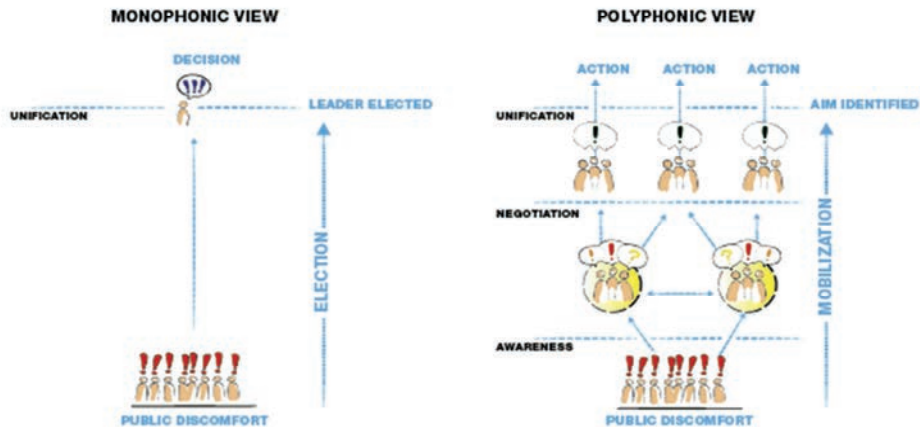 MONOPHONIC VIEW
DECISION
!!!
LEADER ELECTED
UNIFICATION
ELECTION
!!!!!!!!
PUBLIC DISCOMFORT
POLYPHONIC VIEW
ACTION ACTION ACTION
AIM IDENTIFIED
UNIFICATION
! ! !
NEGOTIATION
! ! ? ? ! !
MOBILIZATION
AWARENESS
!!!!!!!!
PUBLIC DISCOMFORT